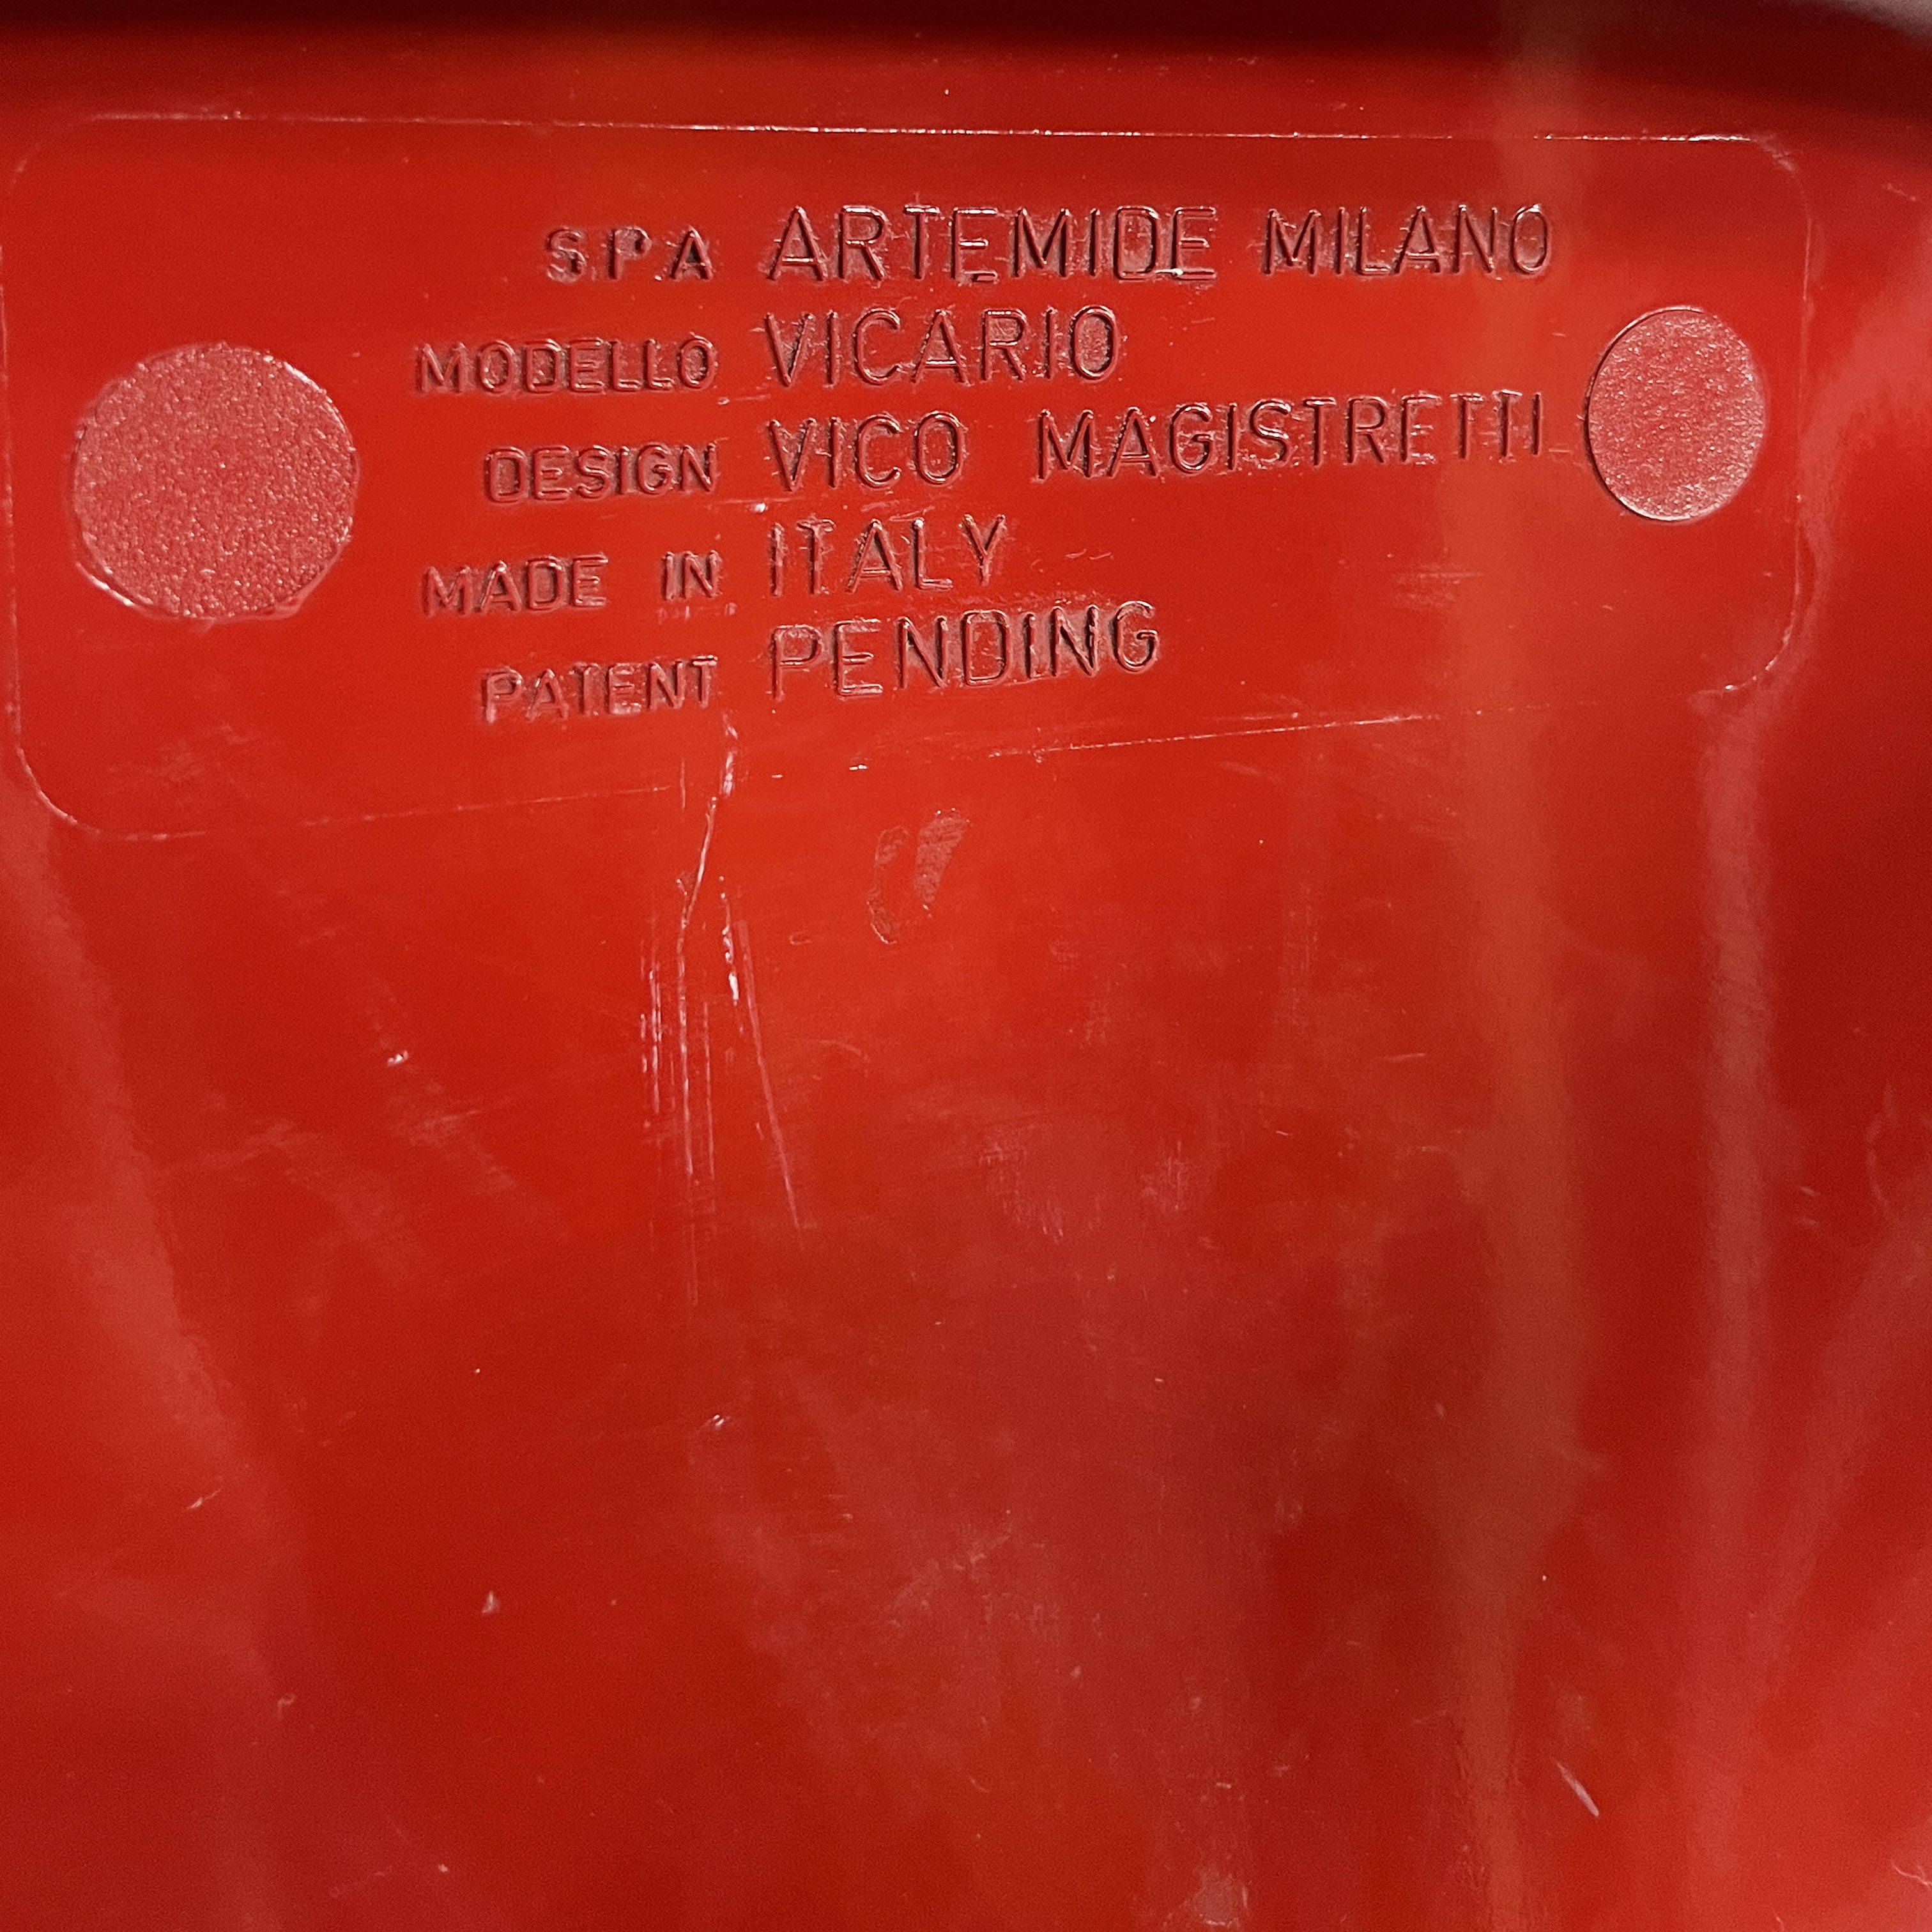 S.P.A ARTEMIDE MILANO
MODELLO VICARIO
DESIGN VICO MAGISTRETTI
MADE IN ITALY
PATENT PENDING